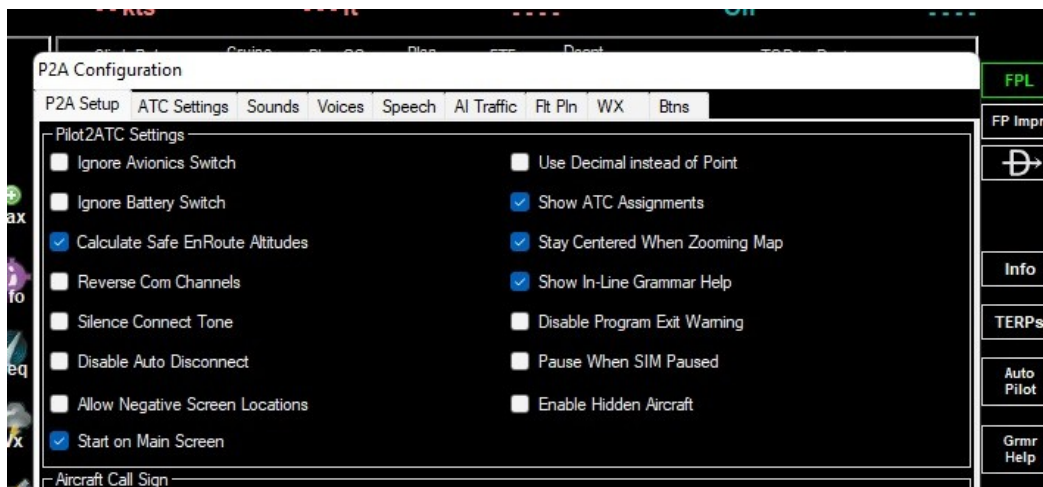 kts
P2A Configuration
P2A Setup ATC Settings Sounds Voices Speech AI Traffic Flt Pln WX Btns
Pilot2ATC Settings
Ignore Avionics Switch
Use Decimal instead of Point
Ignore Battery Switch
Show ATC Assignments
Calculate Safe EnRoute Altitudes
Stay Centered When Zooming Map
Reverse Com Channels
Show In-Line Grammar Help
Silence Connect Tone
Disable Program Exit Warning
Disable Auto Disconnect
Pause When SIM Paused
Allow Negative Screen Locations
Enable Hidden Aircraft
Start on Main Screen
Aircraft Call Sign
FPL
FP Impr
Info
TERPs
Auto
Pilot
Grmr
Help